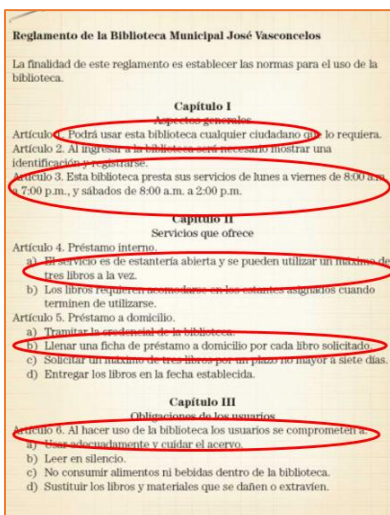 Reglamento de la Biblioteca Municipal José Vasconcelos
La finalidad de este reglamento es establecer las normas para el uso de la
biblioteca.
Capítulo I
Aspectos generales
Artículo 1. Podrá usar esta biblioteca cualquier ciudadano que lo requiera.
Artículo 2. Al ingresar a la biblioteca será necesario mostrar una
identificación y registrarse.
Artículo 3. Esta biblioteca presta sus servicios de lunes a viernes de 8:00 a.m.
a 7:00 p.m., y sábados de 8:00 a.m. a 2:00 p.m.
Capítulo II
Servicios que ofrece
Artículo 4. Préstamo interno.
a) El servicio es de estantería abierta y se pueden utilizar un máximo de
tres libros a la vez.
b) Los libros requieren acomodarse en los estantes asignados cuando
terminen de utilizarse.
Artículo 5. Préstamo a domicilio.
a) Tramitar la credencial de la biblioteca.
b) Llenar una ficha de préstamo a domicilio por cada libro solicitado.
c) Solicitar un máximo de tres libros por un plazo no mayor a siete días.
d) Entregar los libros en la fecha establecida.
Capítulo III
Obligaciones de los usuarios
Artículo 6. Al hacer uso de la biblioteca los usuarios se comprometen a:
a) Usar adecuadamente y cuidar el acervo.
b) Leer en silencio.
c) No consumir alimentos ni bebidas dentro de la biblioteca.
d) Sustituir los libros y materiales que se dañen o extravíen.